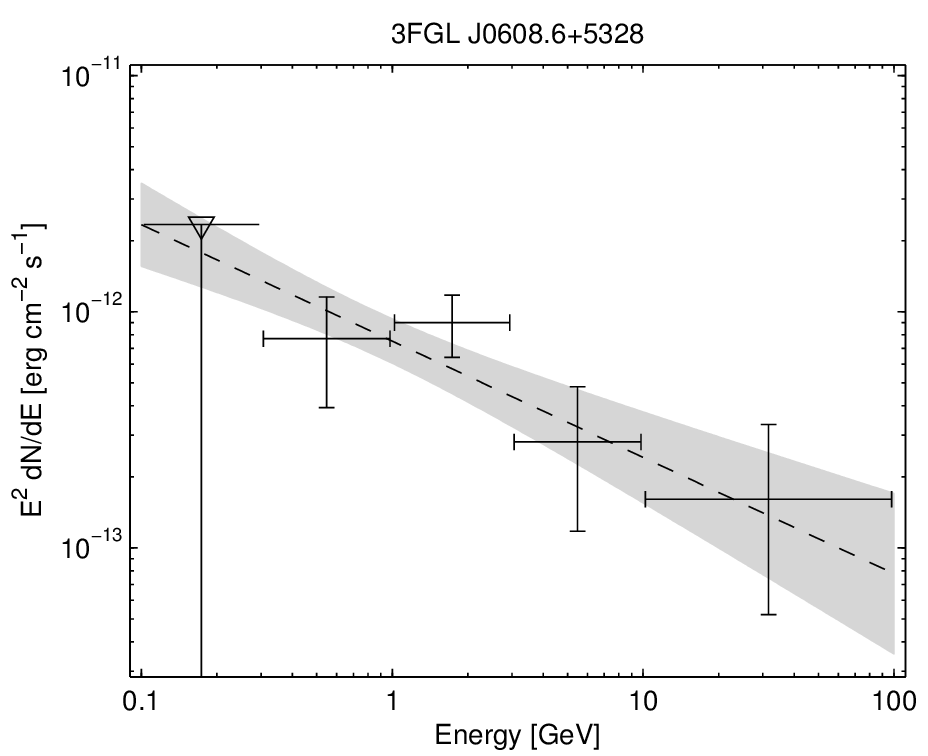 3FGL J0608.6+5328
10⁻¹¹
10⁻¹²
10⁻¹³
E² dN/dE [erg cm⁻² s⁻¹]
0.1 1 10 100
Energy [GeV]